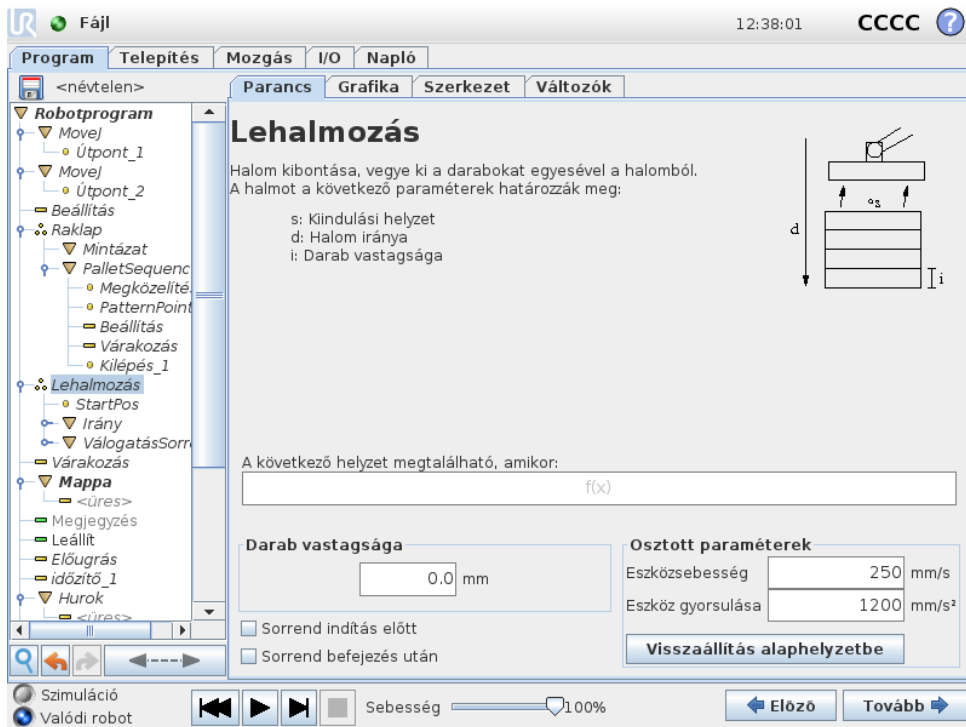 UR Fájl 12:38:01 CCCC ?
Program Telepítés Mozgás I/O Napló
<névtelen>
Parancs Grafika Szerkezet Változók
Robotprogram
MoveJ
Útpont_1
MoveJ
Útpont_2
Beállítás
Raklap
Mintázat
PalletSequenc
Megközelíté
PatternPoint
Beállítás
Várakozás
Kilépés_1
Lehalmozás
StartPos
Irány
VálogatásSorre
Várakozás
Mappa
<üres>
Megjegyzés
Leállít
Előugrás
időzítő_1
Hurok
<üres>
Lehalmozás
Halom kibontása, vegye ki a darabokat egyesével a halomból.
A halmot a következő paraméterek határozzák meg:
s: Kiindulási helyzet
d: Halom iránya
i: Darab vastagsága
s
d
i
A következő helyzet megtalálható, amikor:
f(x)
Darab vastagsága
0.0 mm
Sorrend indítás előtt
Sorrend befejezés után
Osztott paraméterek
Eszközsebesség 250 mm/s
Eszköz gyorsulása 1200 mm/s²
Visszaállítás alaphelyzetbe
Szimuláció
Valódi robot
Sebesség 100%
Előző
Tovább